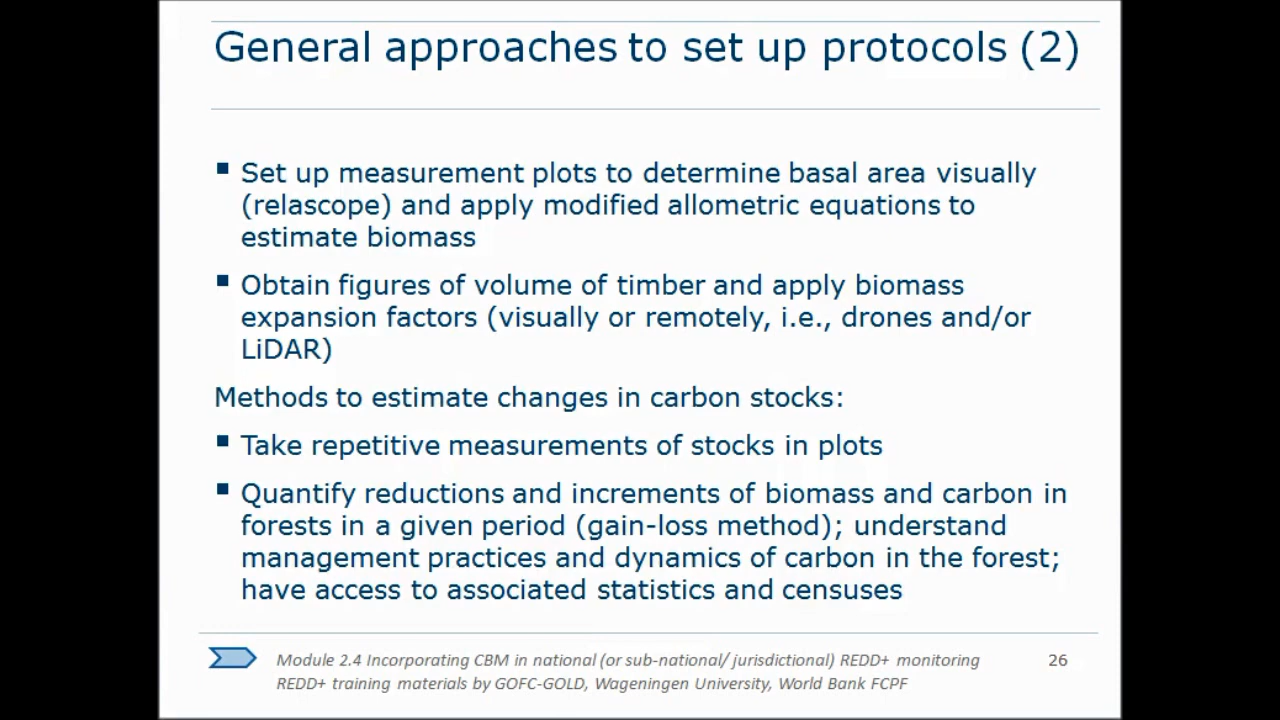 General approaches to set up protocols (2)
▪ Set up measurement plots to determine basal area visually
(relascope) and apply modified allometric equations to
estimate biomass
▪ Obtain figures of volume of timber and apply biomass
expansion factors (visually or remotely, i.e., drones and/or
LiDAR)
Methods to estimate changes in carbon stocks:
▪ Take repetitive measurements of stocks in plots
▪ Quantify reductions and increments of biomass and carbon in
forests in a given period (gain-loss method); understand
management practices and dynamics of carbon in the forest;
have access to associated statistics and censuses
Module 2.4 Incorporating CBM in national (or sub-national/ jurisdictional) REDD+ monitoring 26
REDD+ training materials by GOFC-GOLD, Wageningen University, World Bank FCPF